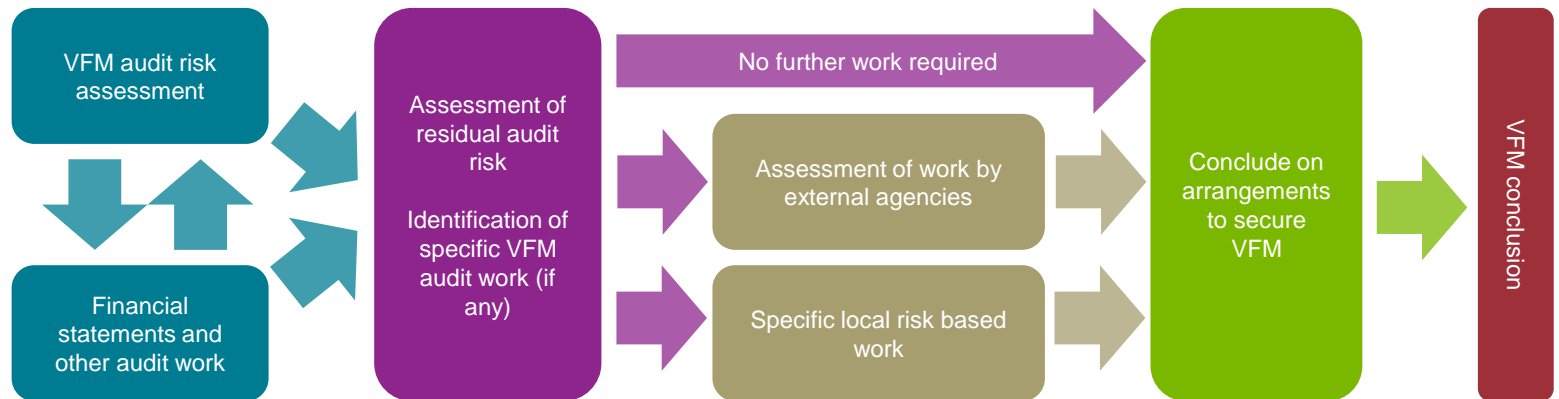 VFM audit risk
assessment
Financial
statements and
other audit work
Assessment of
residual audit
risk
Identification of
specific VFM
audit work (if
any)
No further work required
Assessment of work by
external agencies
Specific local risk based
work
Conclude on
arrangements
to secure
VFM
VFM conclusion